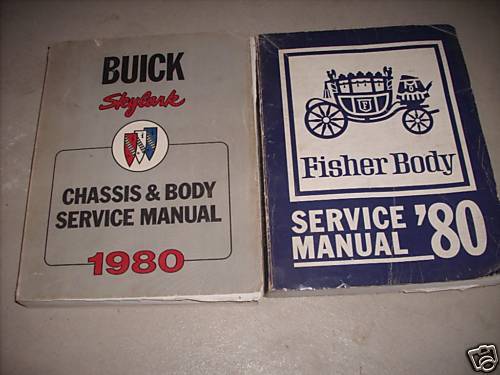 BUICK
Skylark
CHASSIS & BODY
SERVICE MANUAL
1980
Fisher Body
SERVICE
MANUAL '80